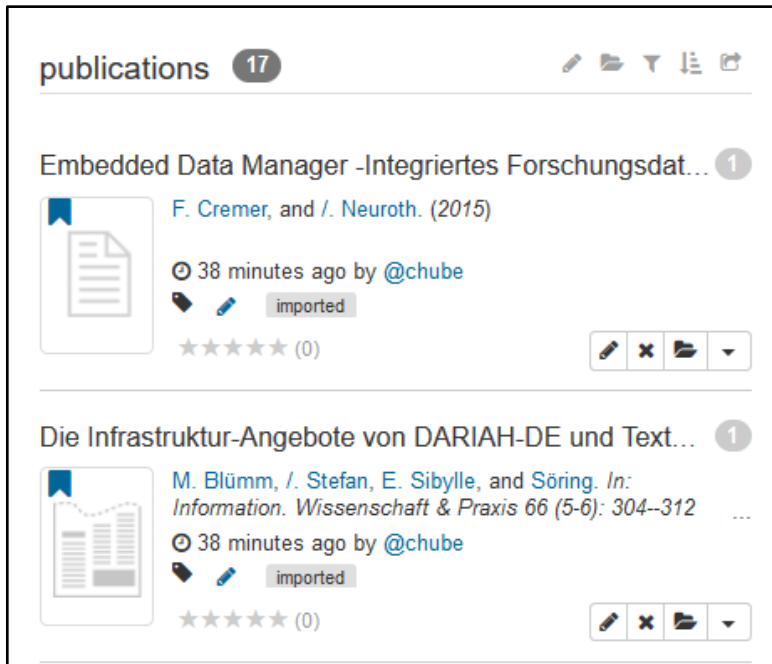 publications 17
Embedded Data Manager -Integriertes Forschungsdat... 1
F. Cremer, and /. Neuroth. (2015)
38 minutes ago by @chube
imported
(0)
Die Infrastruktur-Angebote von DARIAH-DE und Text... 1
M. Blümm, /. Stefan, E. Sibylle, and Söring. In:
Information. Wissenschaft & Praxis 66 (5-6): 304--312 ...
38 minutes ago by @chube
imported
(0)